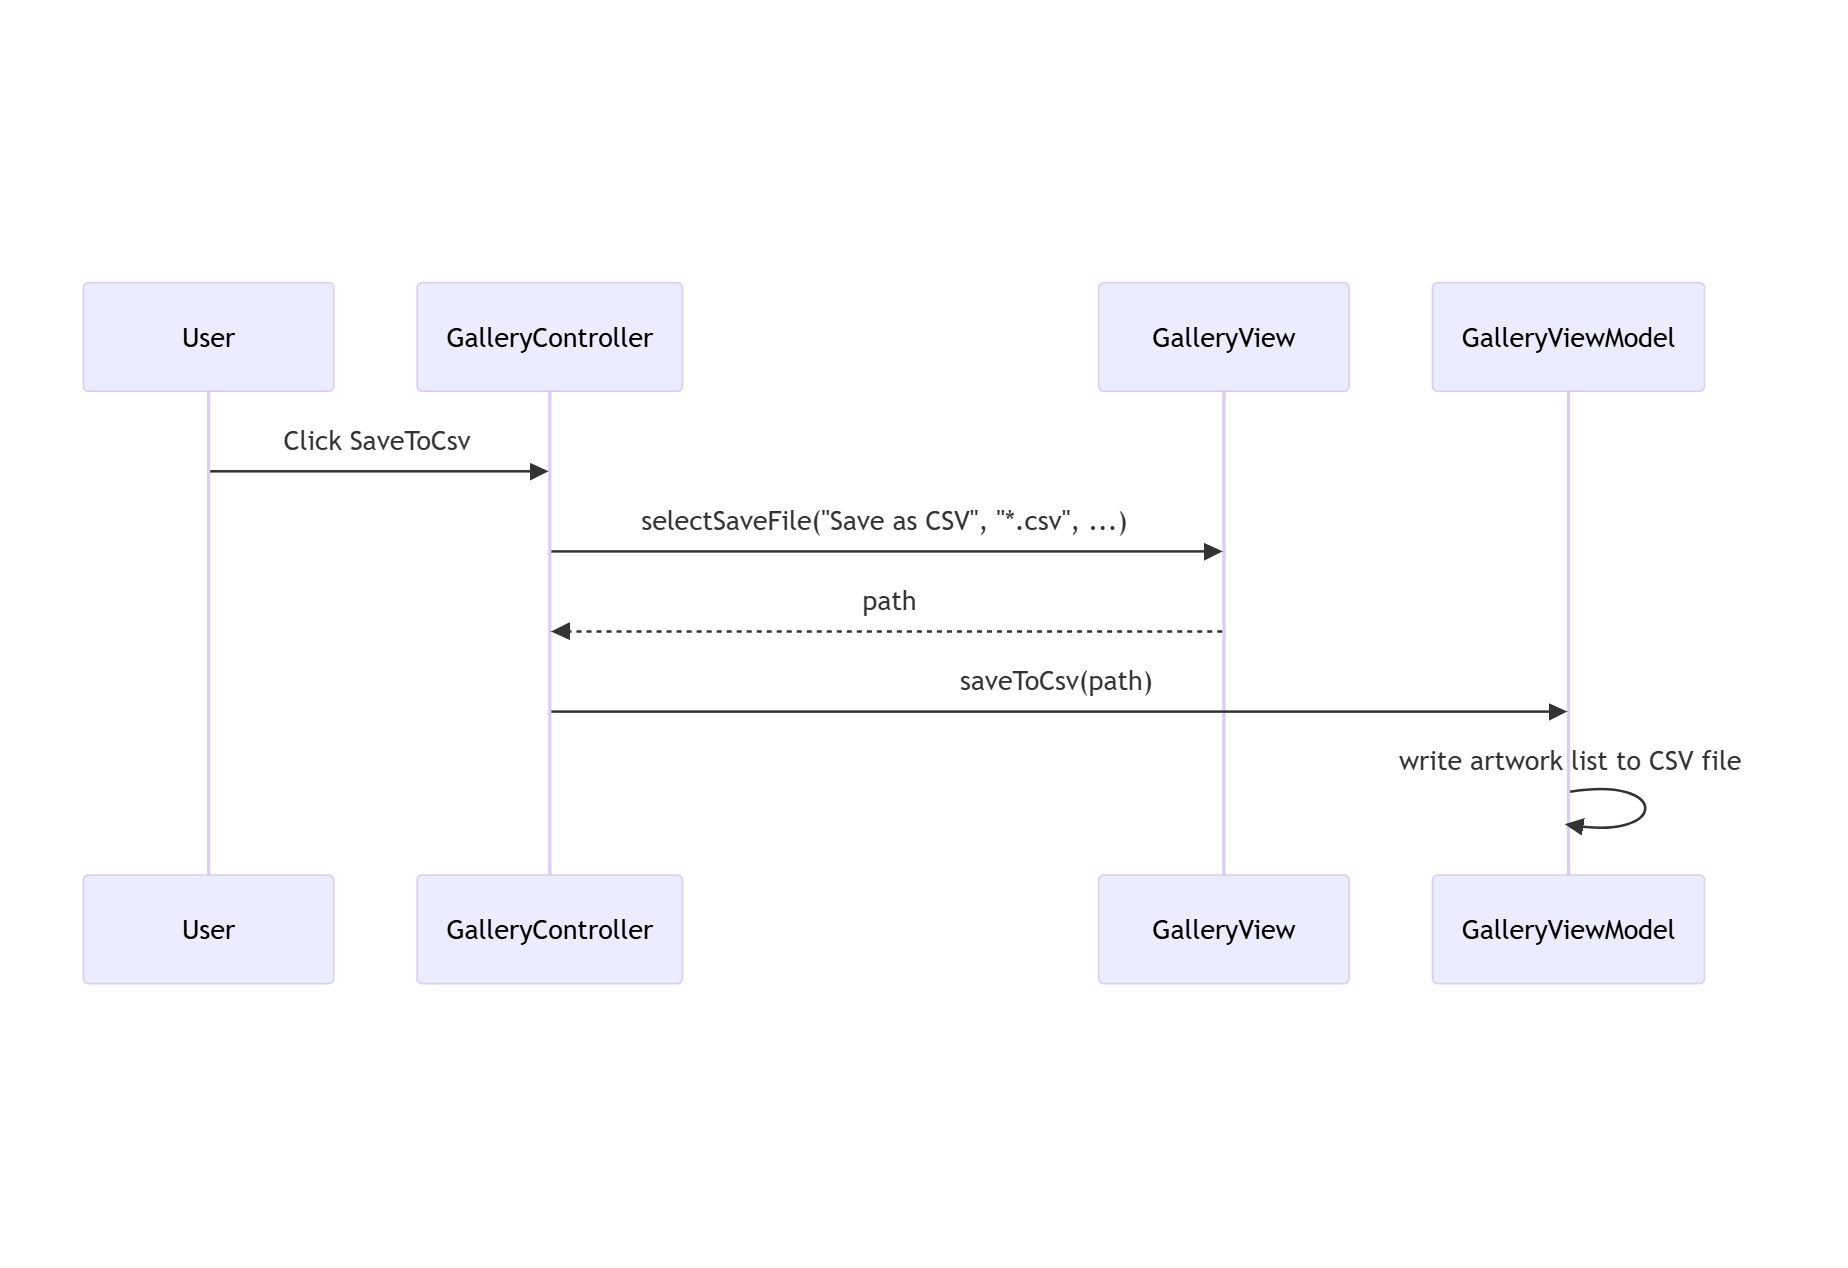 User
GalleryController
GalleryView
GalleryViewModel
Click SaveToCsv
selectSaveFile("Save as CSV", "*.csv", ...)
path
saveToCsv(path)
write artwork list to CSV file
User
GalleryController
GalleryView
GalleryViewModel